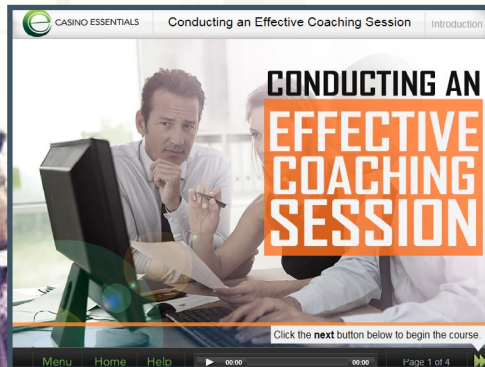 CASINO ESSENTIALS Conducting an Effective Coaching Session Introduction
CONDUCTING AN
EFFECTIVE
COACHING
SESSION
Click the next button below to begin the course.
Menu Home Help 00:00 00:00 Page 1 of 4